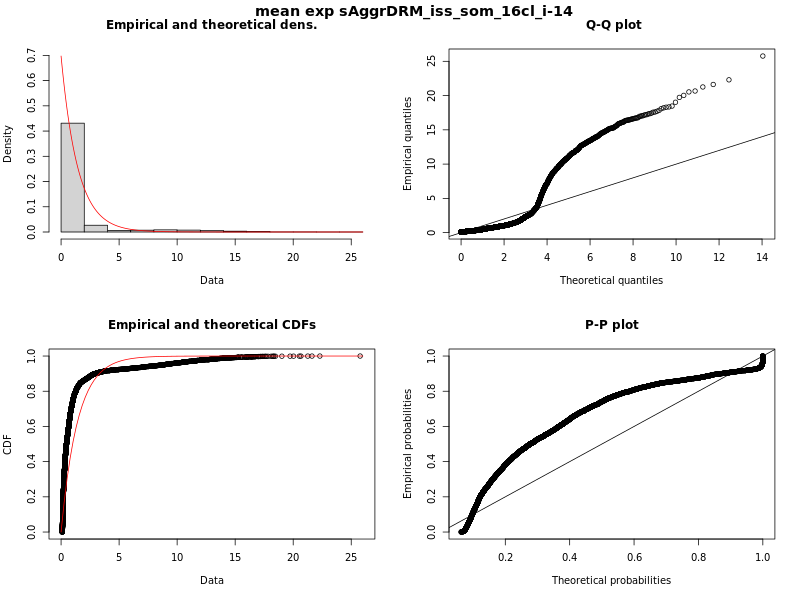 mean exp sAggrDRM_iss_som_16cl_i-14
Empirical and theoretical dens.
Density
0.0 0.1 0.2 0.3 0.4 0.5 0.6 0.7
0 5 10 15 20 25
Data
Q-Q plot
Empirical quantiles
0 5 10 15 20 25
0 2 4 6 8 10 12 14
Theoretical quantiles
Empirical and theoretical CDFs
CDF
0.0 0.2 0.4 0.6 0.8 1.0
0 5 10 15 20 25
Data
P-P plot
Empirical probabilities
0.0 0.2 0.4 0.6 0.8 1.0
0.2 0.4 0.6 0.8 1.0
Theoretical probabilities